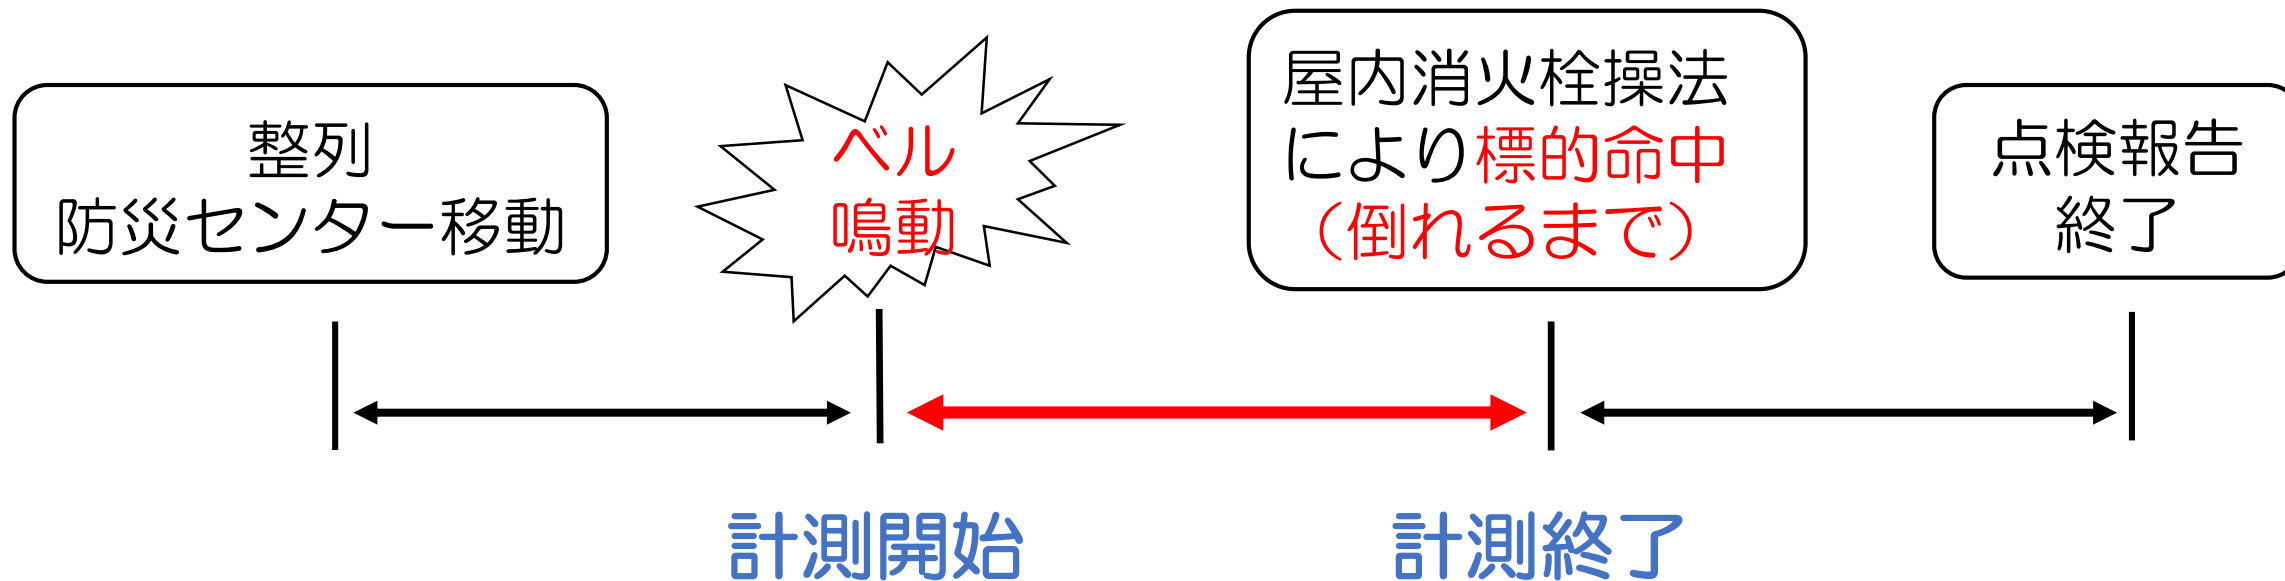 整列
防災センター移動
ベル
鳴動
屋内消火栓操法
により標的命中
（倒れるまで）
点検報告
終了
計測開始
計測終了